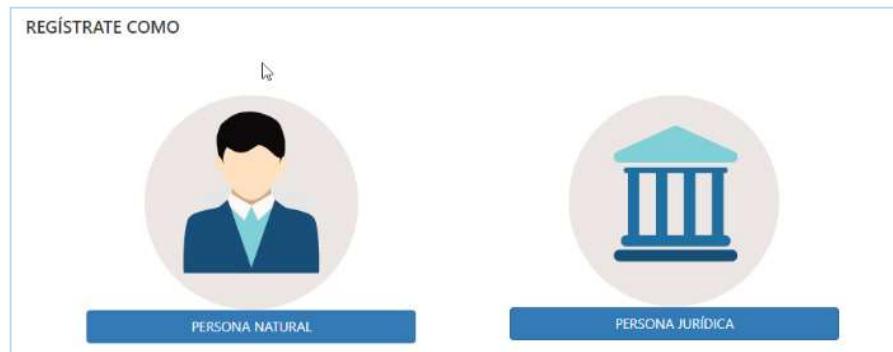 REGÍSTRATE COMO
PERSONA NATURAL
PERSONA JURÍDICA